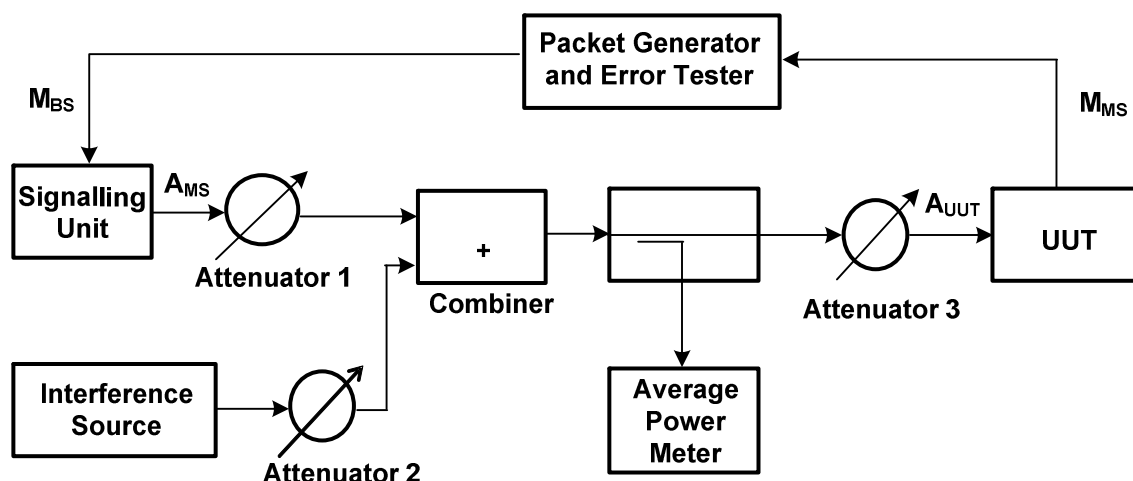 Packet Generator
and Error Tester
M_BS
M_MS
Signalling
Unit
A_MS
Attenuator 1
+
Combiner
A_UUT
Attenuator 3
UUT
Interference
Source
Attenuator 2
Average
Power
Meter